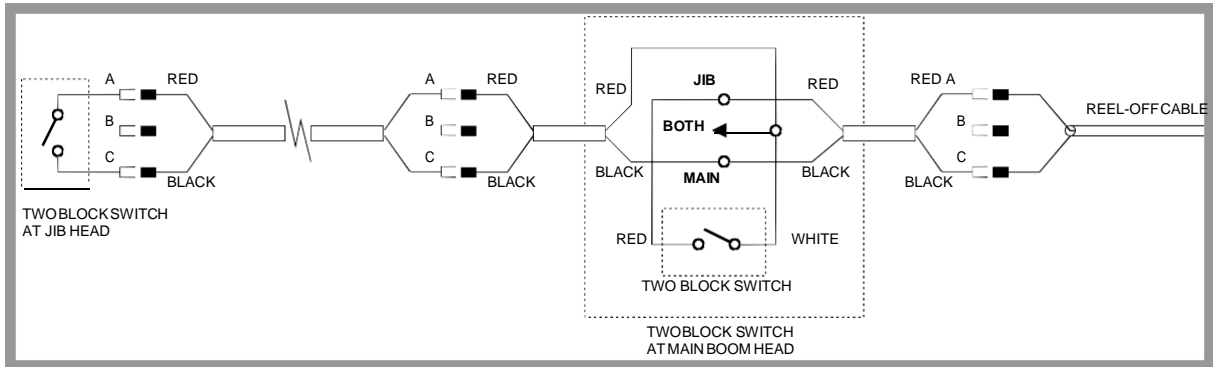 A RED
B
C
BLACK
TWO BLOCK SWITCH
AT JIB HEAD
A RED
B
C
BLACK
RED
JIB
RED
BOTH
BLACK
MAIN
BLACK
RED
WHITE
TWO BLOCK SWITCH
TWO BLOCK SWITCH
AT MAIN BOOM HEAD
RED A
B
C
BLACK
REEL-OFF CABLE